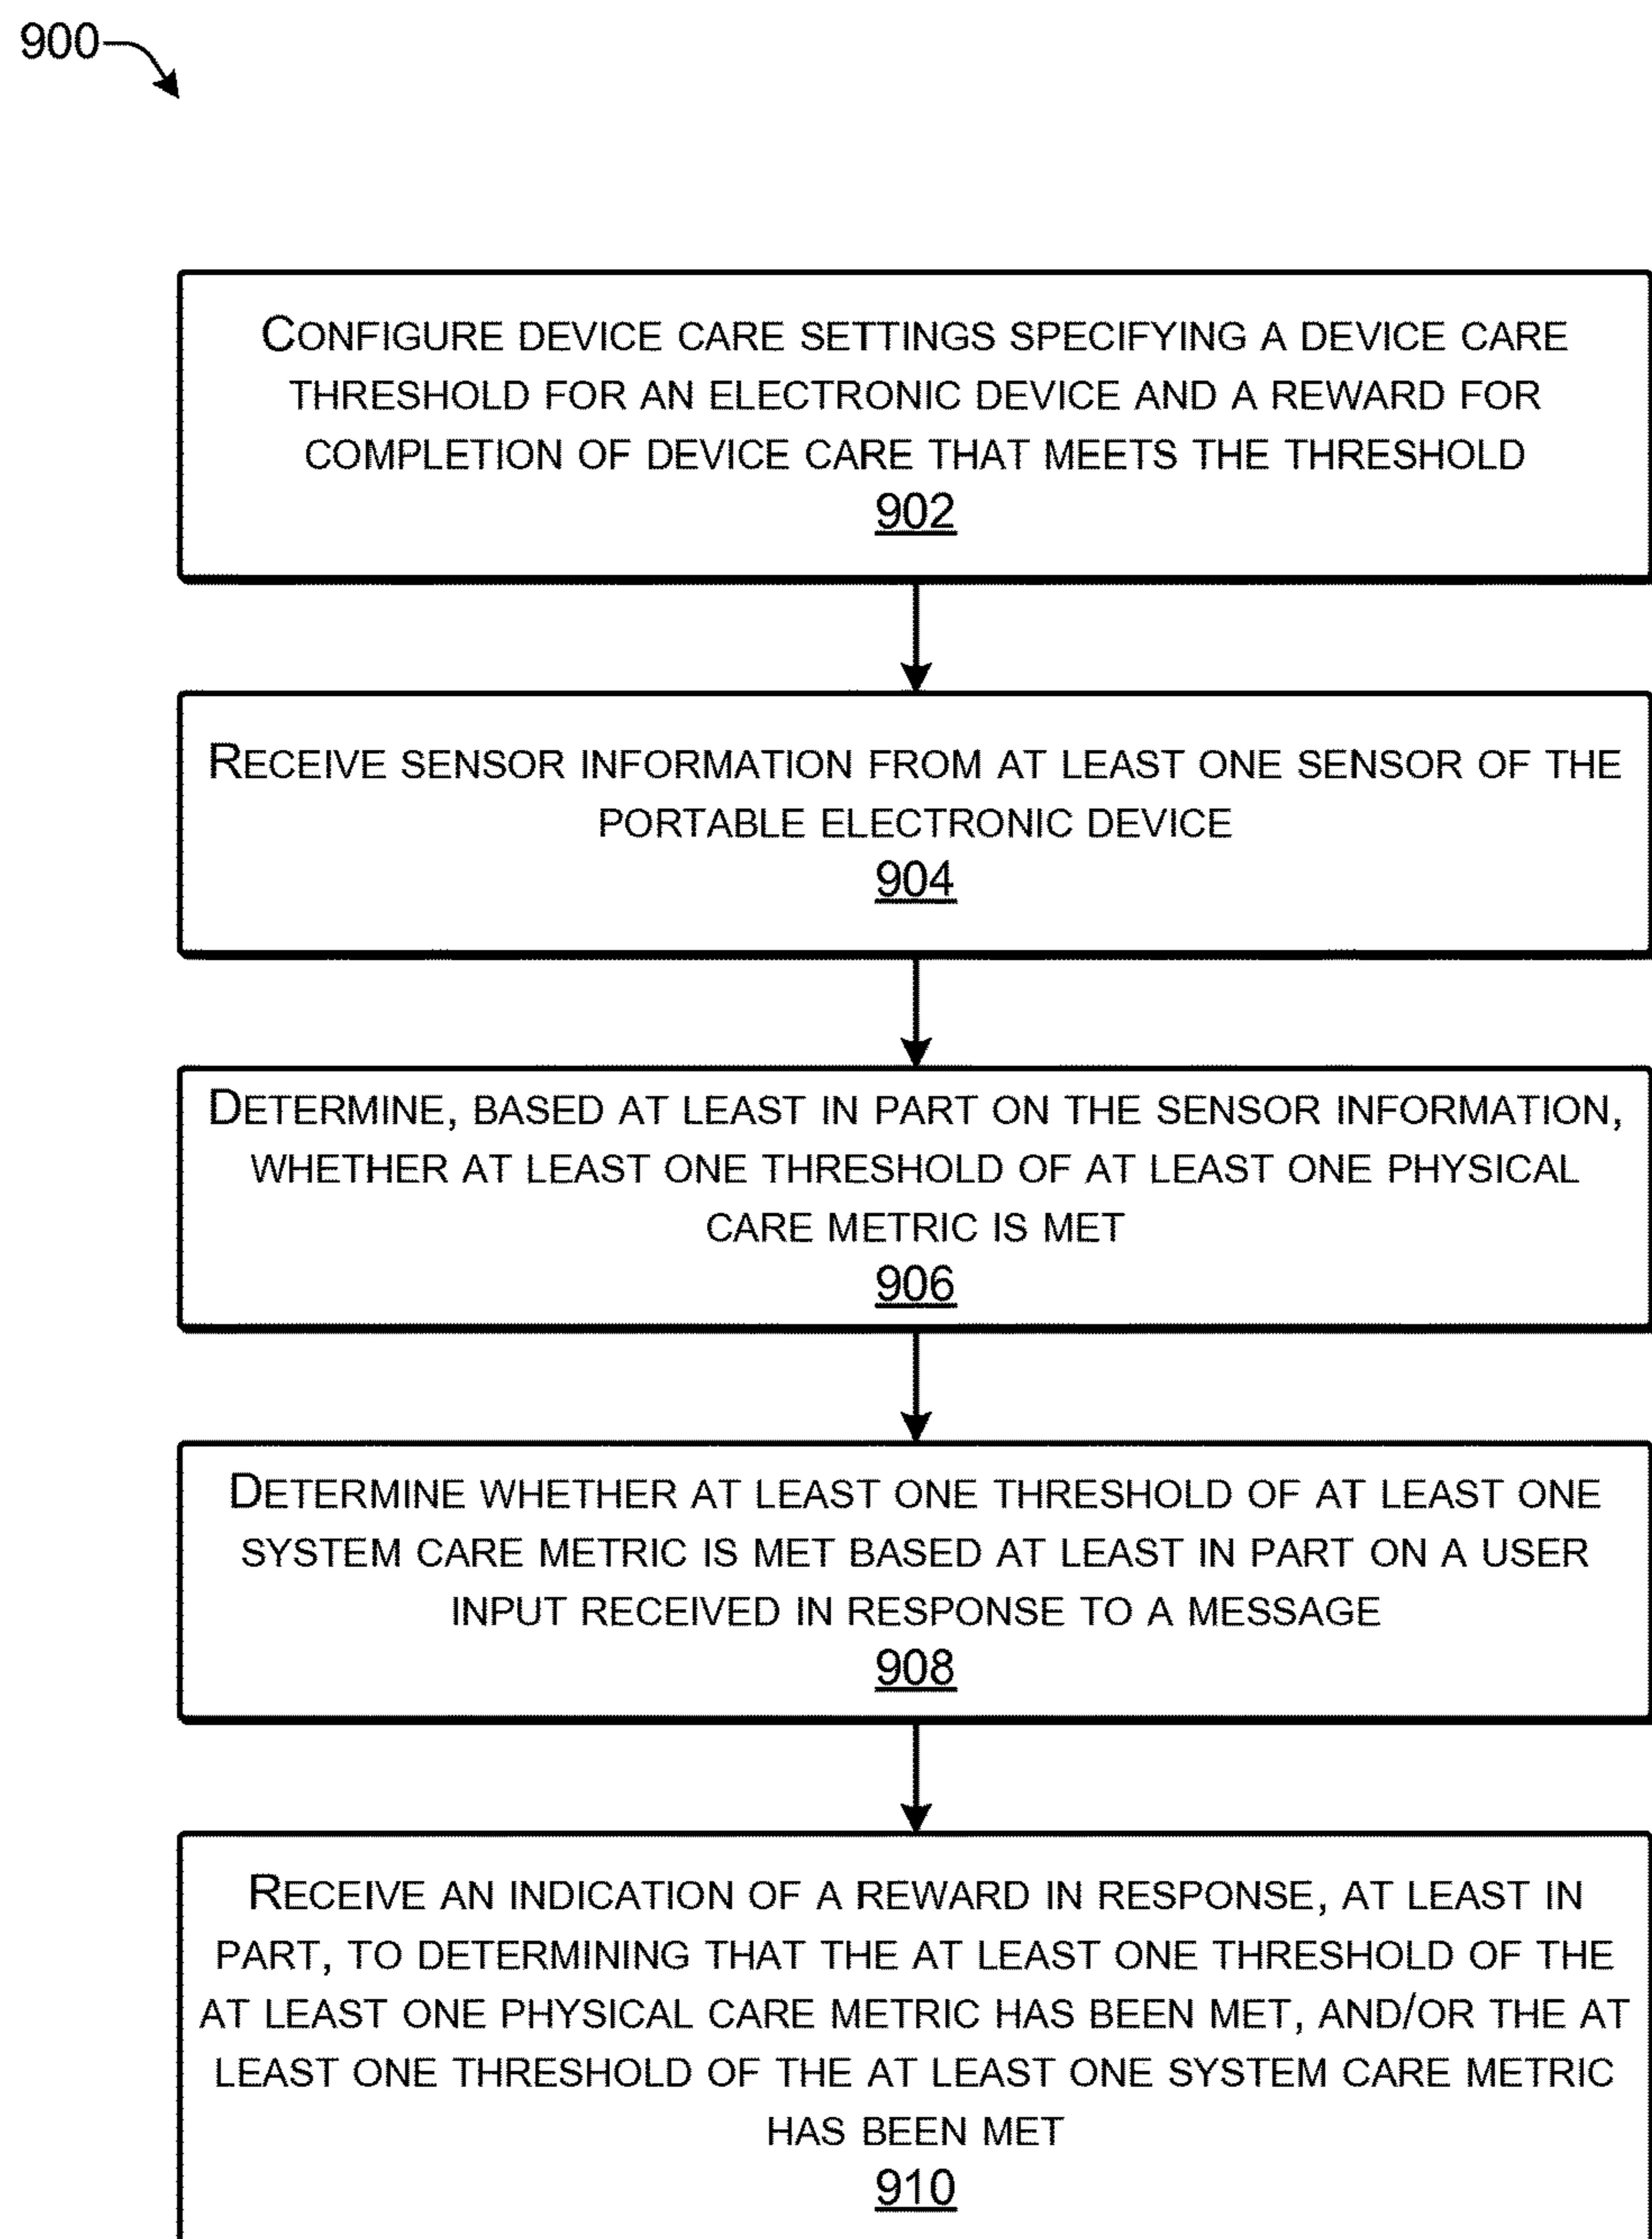 900
CONFIGURE DEVICE CARE SETTINGS SPECIFYING A DEVICE CARE
THRESHOLD FOR AN ELECTRONIC DEVICE AND A REWARD FOR
COMPLETION OF DEVICE CARE THAT MEETS THE THRESHOLD
902
RECEIVE SENSOR INFORMATION FROM AT LEAST ONE SENSOR OF THE
PORTABLE ELECTRONIC DEVICE
904
DETERMINE, BASED AT LEAST IN PART ON THE SENSOR INFORMATION,
WHETHER AT LEAST ONE THRESHOLD OF AT LEAST ONE PHYSICAL
CARE METRIC IS MET
906
DETERMINE WHETHER AT LEAST ONE THRESHOLD OF AT LEAST ONE
SYSTEM CARE METRIC IS MET BASED AT LEAST IN PART ON A USER
INPUT RECEIVED IN RESPONSE TO A MESSAGE
908
RECEIVE AN INDICATION OF A REWARD IN RESPONSE, AT LEAST IN
PART, TO DETERMINING THAT THE AT LEAST ONE THRESHOLD OF THE
AT LEAST ONE PHYSICAL CARE METRIC HAS BEEN MET, AND/OR THE AT
LEAST ONE THRESHOLD OF THE AT LEAST ONE SYSTEM CARE METRIC
HAS BEEN MET
910